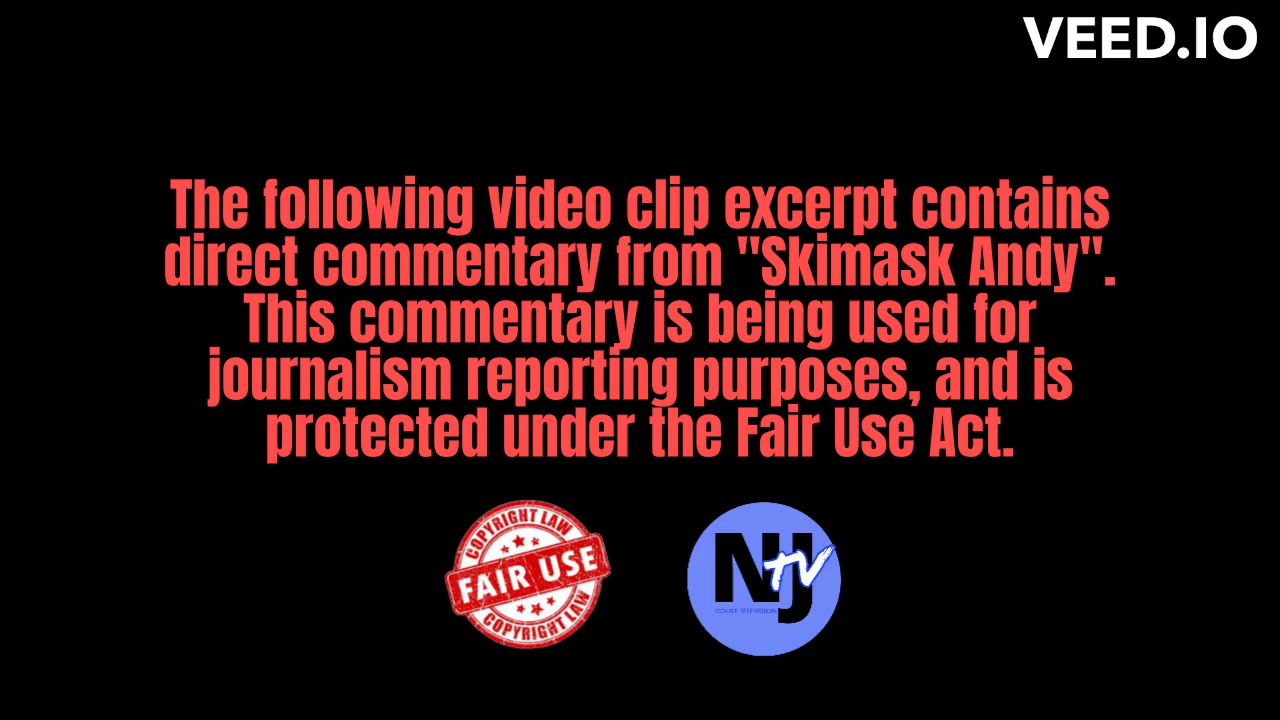 VEED.IO
The following video clip excerpt contains
direct commentary from "Skimask Andy".
This commentary is being used for
journalism reporting purposes, and is
protected under the Fair Use Act.
COPYRIGHT LAW
FAIR USE
COPYRIGHT LAW
NJ
TV
COURT TELEVISION